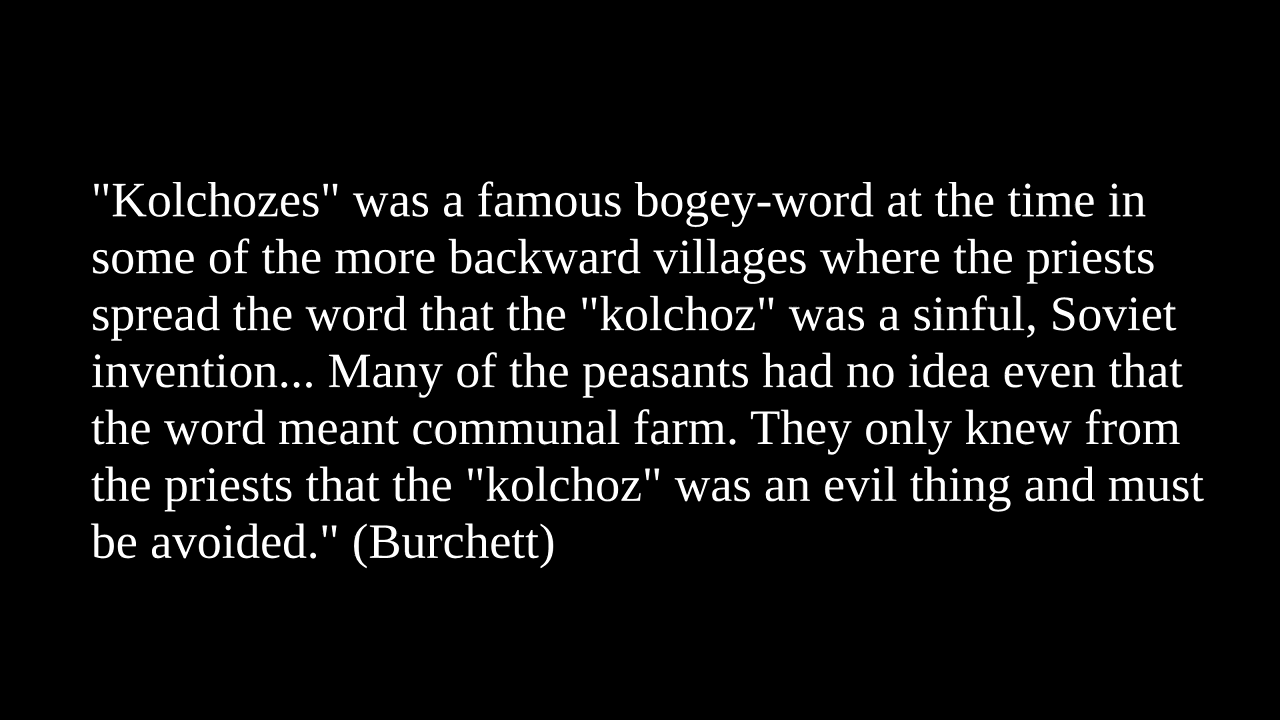 "Kolchozes" was a famous bogey-word at the time in
some of the more backward villages where the priests
spread the word that the "kolchoz" was a sinful, Soviet
invention... Many of the peasants had no idea even that
the word meant communal farm. They only knew from
the priests that the "kolchoz" was an evil thing and must
be avoided." (Burchett)